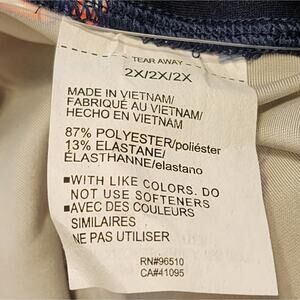 TEAR AWAY
2X/2X/2X
MADE IN VIETNAM/
FABRIQUÉ AU VIETNAM/
HECHO EN VIETNAM
87% POLYESTER/poliéster
13% ELASTANE/
ÉLASTHANNE/elastano
■WITH LIKE COLORS. DO
NOT USE SOFTENERS
■AVEC DES COULEURS
SIMILAIRES
NE PAS UTILISER
RN#96510
CA#41095